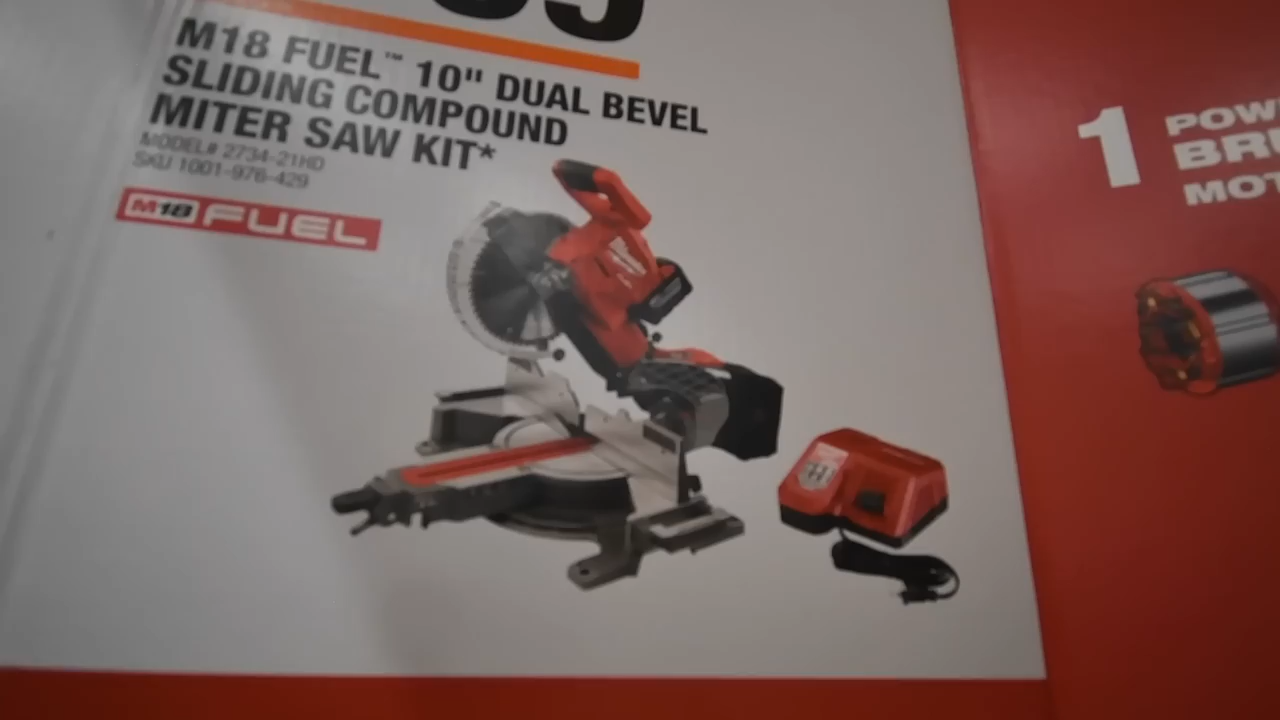 M18 FUEL™ 10" DUAL BEVEL
SLIDING COMPOUND
MITER SAW KIT*
MODEL# 2734-21HD
SKU 1001-976-429
M18 FUEL
1